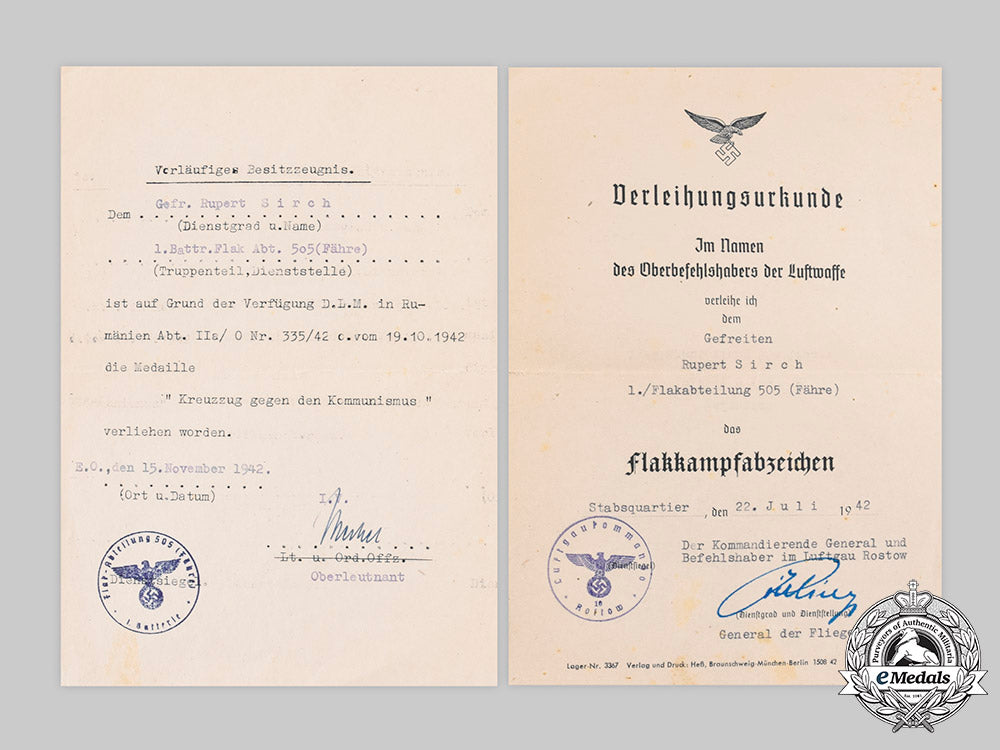 Vorläufiges Besitzzeugnis.
Gefr. Rupert S i r c h
Dem . . . . . . . . . . . . . . . . . . . .
(Dienstgrad u.Name)
1.Battr.Flak Abt. 505(Fähre)
(Truppenteil,Dienststelle)
ist auf Grund der Verfügung D.L.M. in Ru-
mänien Abt. IIa/ O Nr. 335/42 c.vom 19.10.1942
die Medaille
" Kreuzzug gegen den Kommunismus "
verliehen worden.
E.O.,den 15.November 1942.
(Ort u.Datum)
Lt. u. Ord.Offz.
Oberleutnant
Dienstsiegel
Flak-Abteilung 505 (Fähre)
1. Batterie
Verleihungsurkunde
Im Namen
des Oberbefehlshabers der Luftwaffe
verleihe ich
dem
Gefreiten
Rupert S i r c h
1./Flakabteilung 505 (Fähre)
das
Flakkampfabzeichen
Stabsquartier , den 22. J u l i 1942
Der Kommandierende General und
Befehlshaber im Luftgau Rostow
(Dienstsiegel)
Luftgaukommando
Rostow
(Dienstgrad und Dienststellung)
General der Flieger
Lager-Nr. 3367 Verlag und Druck: Heß, Braunschweig-München-Berlin 1508 42
Purveyors of Authentic Militaria
eMedals